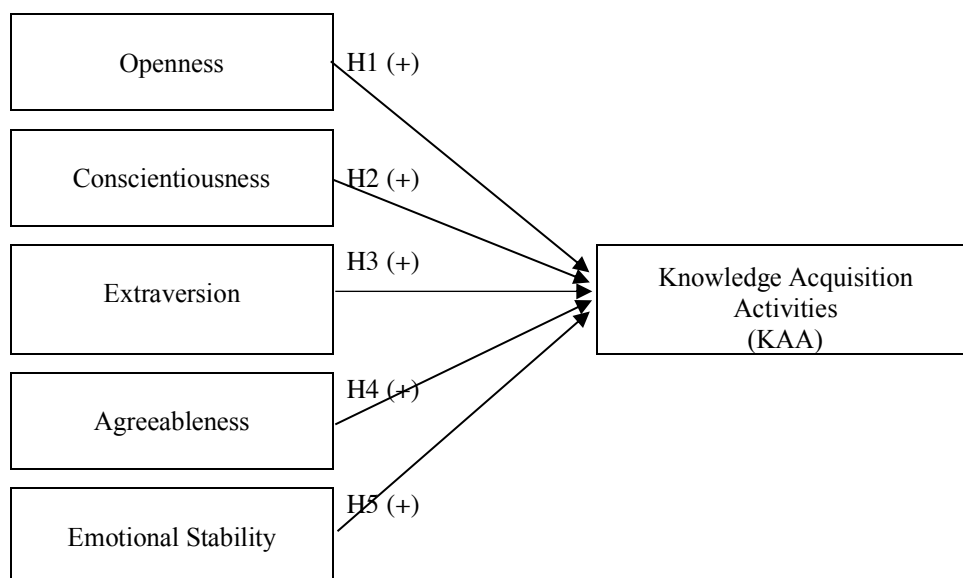 Openness
H1 (+)
Conscientiousness
H2 (+)
Extraversion
H3 (+)
Knowledge Acquisition
Activities
(KAA)
Agreeableness
H4 (+)
Emotional Stability
H5 (+)